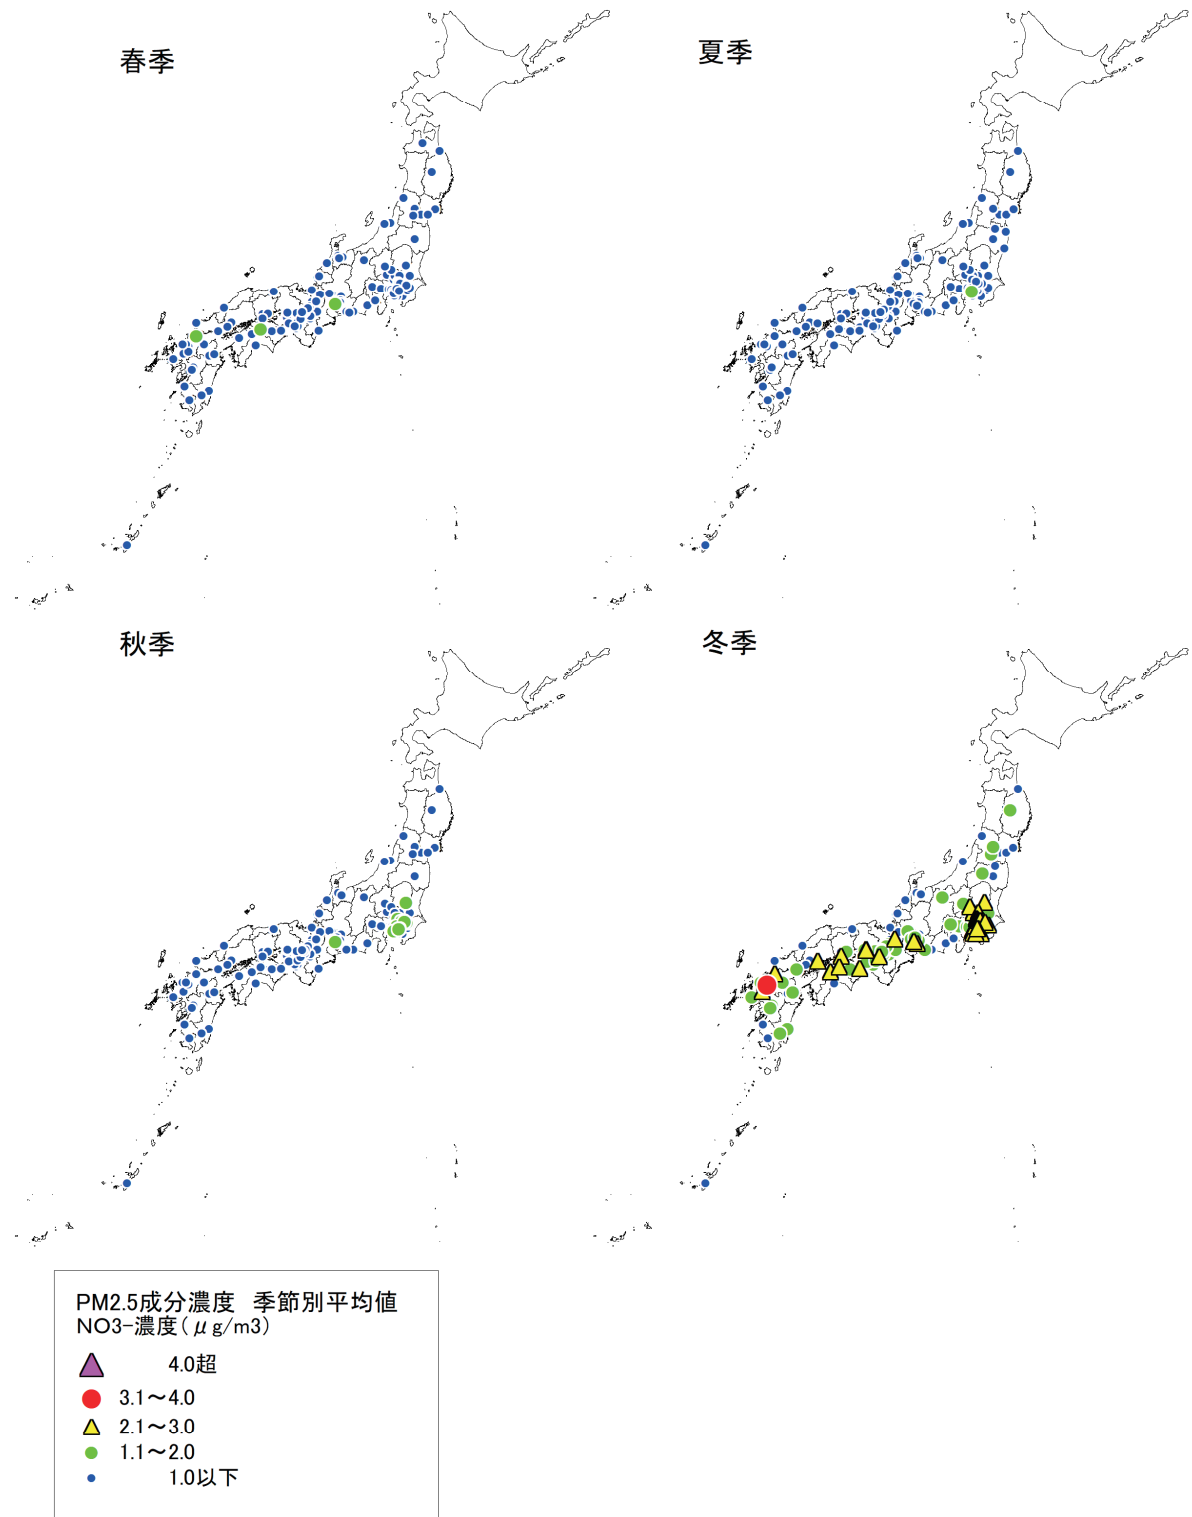 春季
夏季
秋季
冬季
PM2.5成分濃度　季節別平均値
NO3-濃度(μg/m3)
4.0超
3.1～4.0
2.1～3.0
1.1～2.0
1.0以下